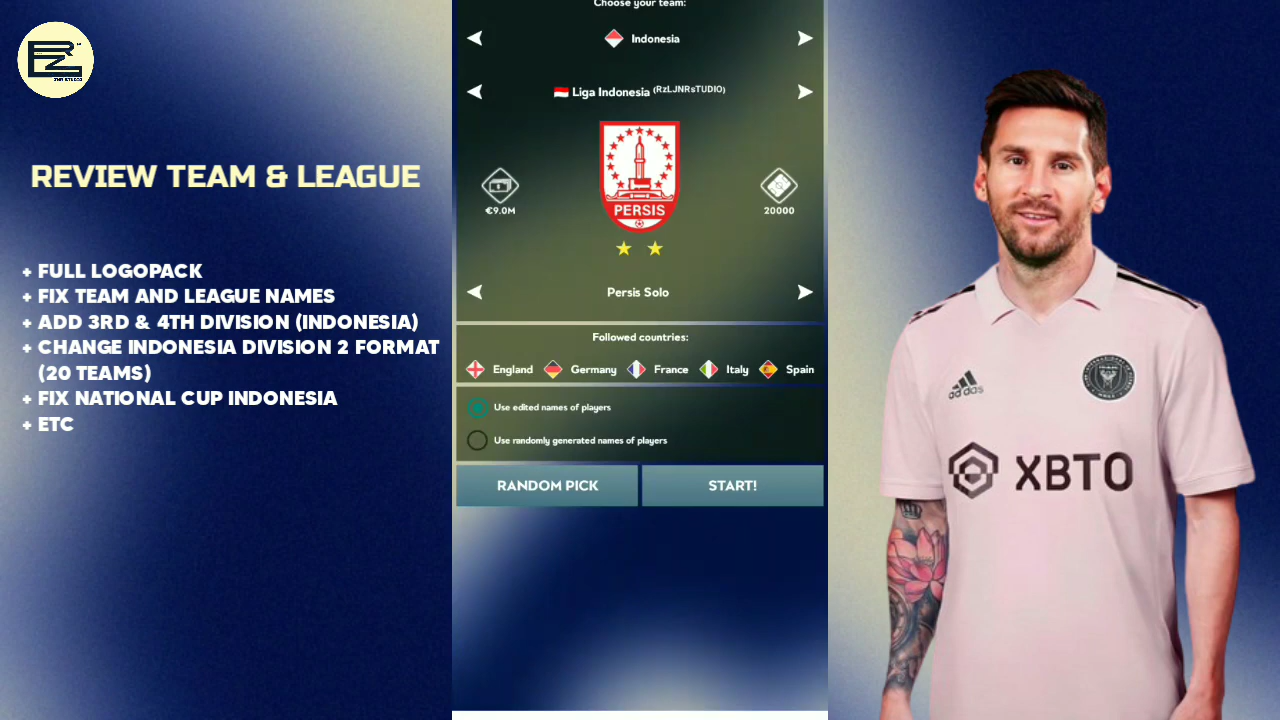 REVIEW TEAM & LEAGUE
+ FULL LOGOPACK
+ FIX TEAM AND LEAGUE NAMES
+ ADD 3RD & 4TH DIVISION (INDONESIA)
+ CHANGE INDONESIA DIVISION 2 FORMAT
(20 TEAMS)
+ FIX NATIONAL CUP INDONESIA
+ ETC
Choose your team:
Indonesia
Liga Indonesia (RzLJNRsTUDIO)
PERSIS
€9.0M
20000
Persis Solo
Followed countries:
England Germany France Italy Spain
Use edited names of players
Use randomly generated names of players
RANDOM PICK
START!
adidas
XBTO